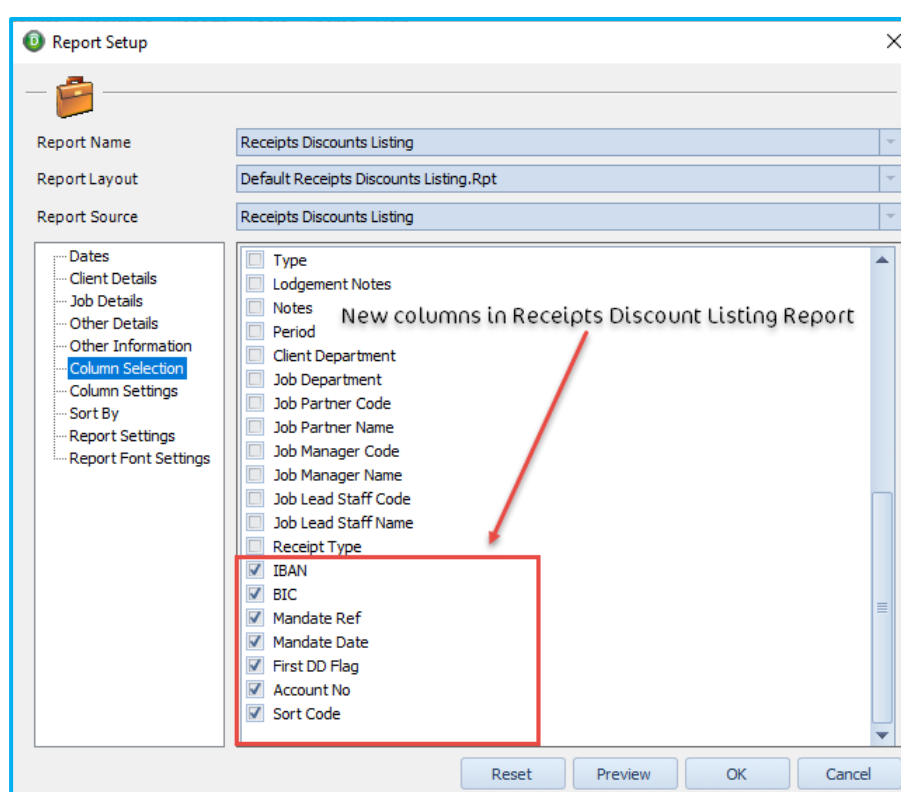 Report Setup
Report Name
Receipts Discounts Listing
Report Layout
Default Receipts Discounts Listing.Rpt
Report Source
Receipts Discounts Listing
Dates
Client Details
Job Details
Other Details
Other Information
Column Selection
Column Settings
Sort By
Report Settings
Report Font Settings
Type
Lodgement Notes
Notes
New columns in Receipts Discount Listing Report
Period
Client Department
Job Department
Job Partner Code
Job Partner Name
Job Manager Code
Job Manager Name
Job Lead Staff Code
Job Lead Staff Name
Receipt Type
IBAN
BIC
Mandate Ref
Mandate Date
First DD Flag
Account No
Sort Code
Reset Preview OK Cancel